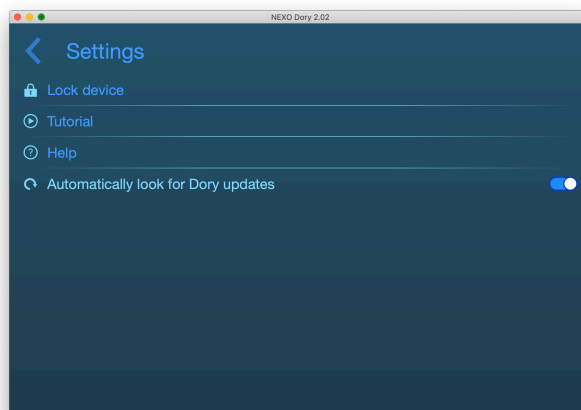 NEXO Dory 2.02
Settings
Lock device
Tutorial
Help
Automatically look for Dory updates